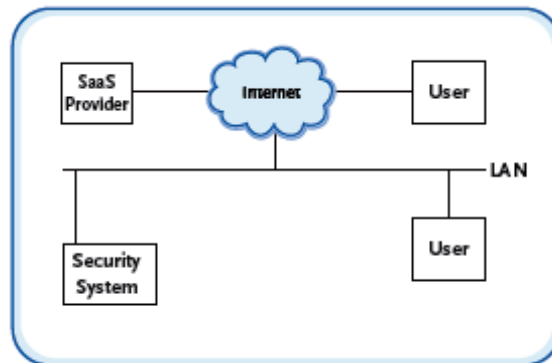 SaaS
Provider
Internet
User
LAN
Security
System
User